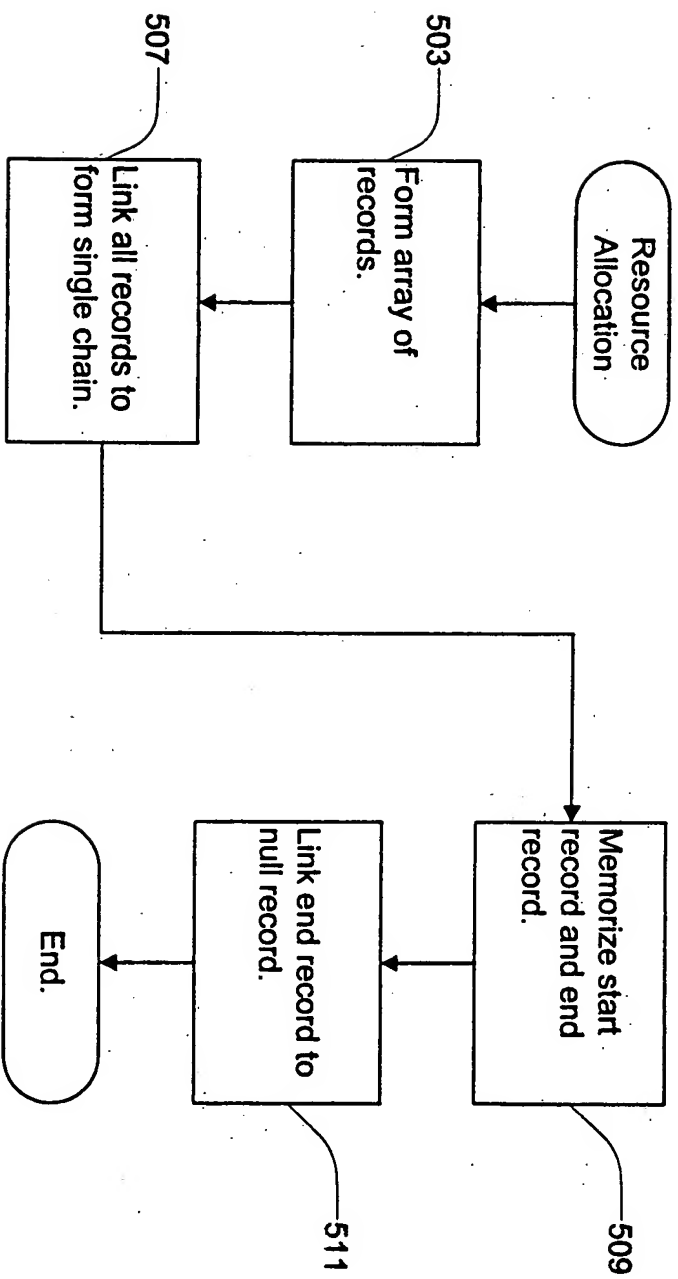 Resource
Allocation
503
Form array of
records.
507
Link all records to
form single chain.
Memorize start
record and end
record.
509
Link end record to
null record.
511
End.